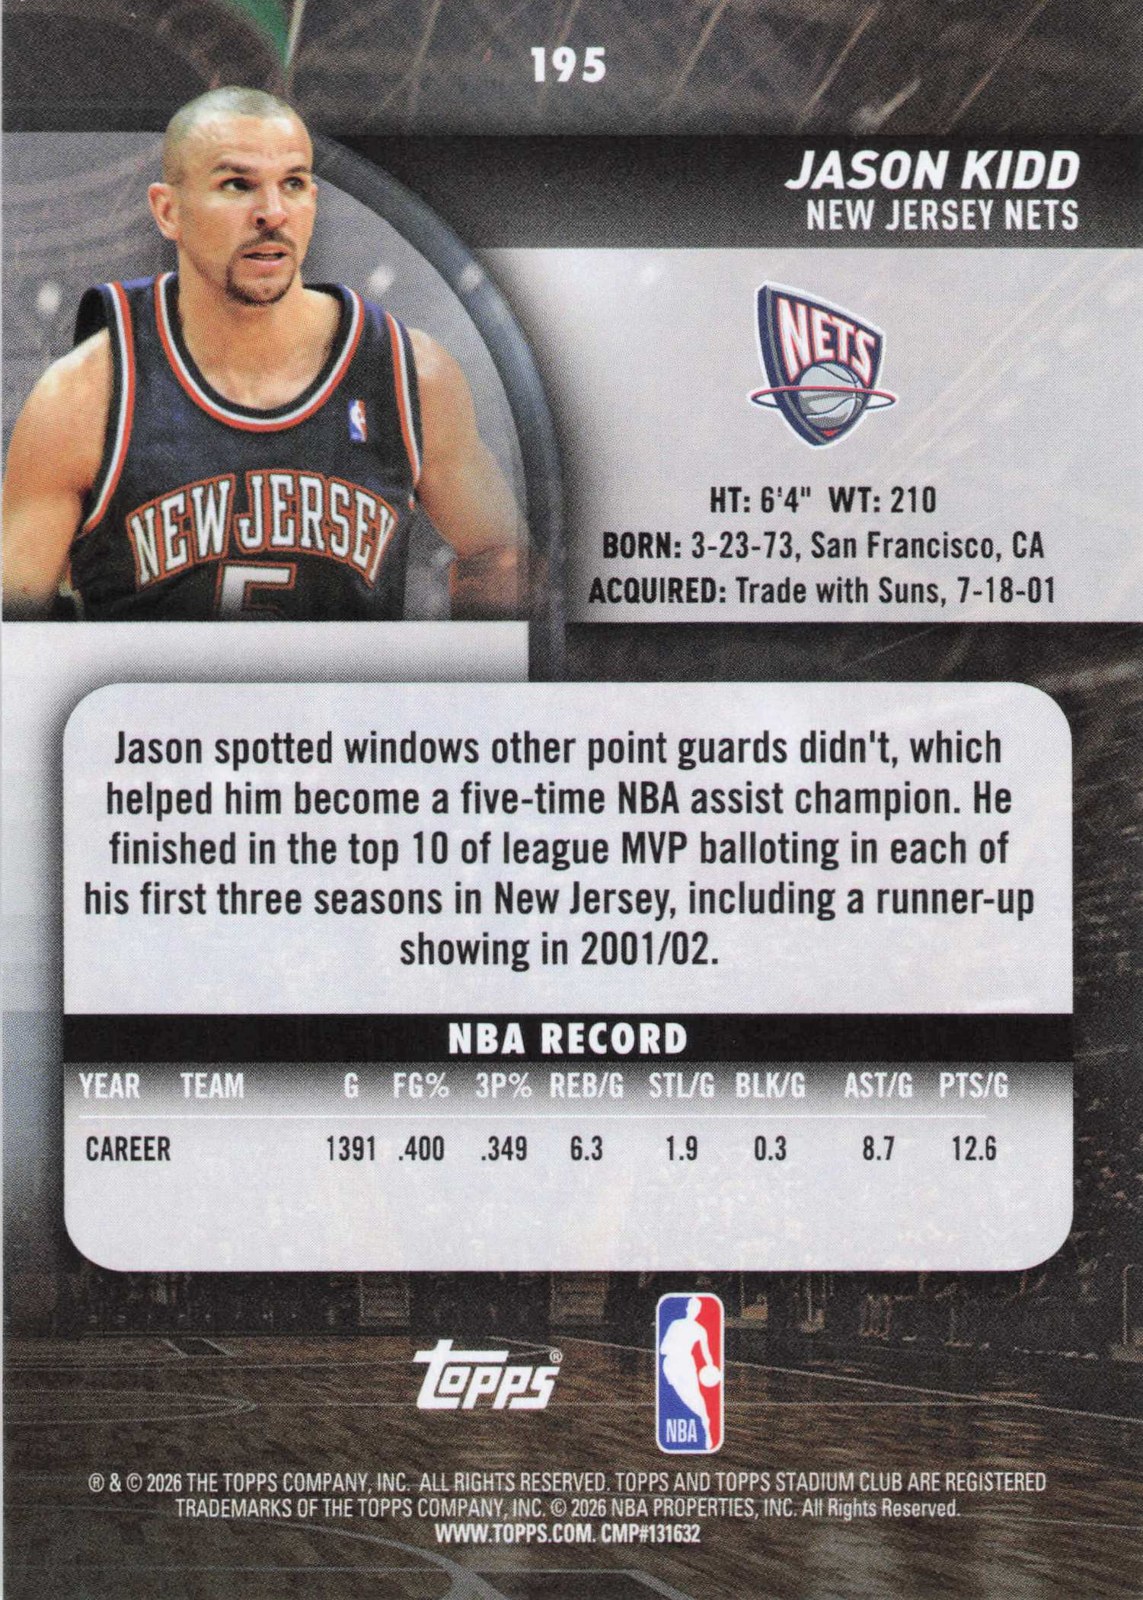 195
JASON KIDD
NEW JERSEY NETS
NETS
HT: 6'4" WT: 210
BORN: 3-23-73, San Francisco, CA
ACQUIRED: Trade with Suns, 7-18-01
NEW JERSEY
5
Jason spotted windows other point guards didn't, which
helped him become a five-time NBA assist champion. He
finished in the top 10 of league MVP balloting in each of
his first three seasons in New Jersey, including a runner-up
showing in 2001/02.
NBA RECORD
YEAR TEAM G FG% 3P% REB/G STL/G BLK/G AST/G PTS/G
CAREER 1391 .400 .349 6.3 1.9 0.3 8.7 12.6
topps®
NBA
® & © 2026 THE TOPPS COMPANY, INC. ALL RIGHTS RESERVED. TOPPS AND TOPPS STADIUM CLUB ARE REGISTERED
TRADEMARKS OF THE TOPPS COMPANY, INC. © 2026 NBA PROPERTIES, INC. All Rights Reserved.
WWW.TOPPS.COM. CMP#131632